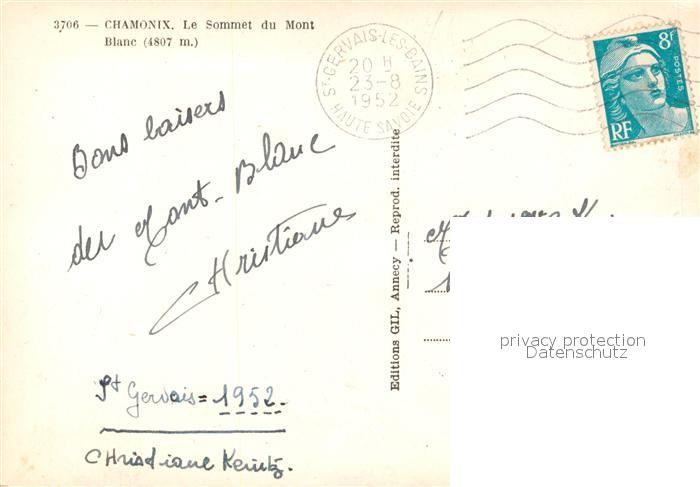 3706 — CHAMONIX. Le Sommet du Mont
Blanc (4807 m.)
ST-GERVAIS-LES-BAINS
20 H
23-8
1952
HAUTE SAVOIE
8F
POSTES
RF
Bons baisers
du Mont-Blanc
Christiane
Editions GIL, Annecy — Reprod. interdite
St Gervais = 1952.
Christiane
privacy protection
Datenschutz